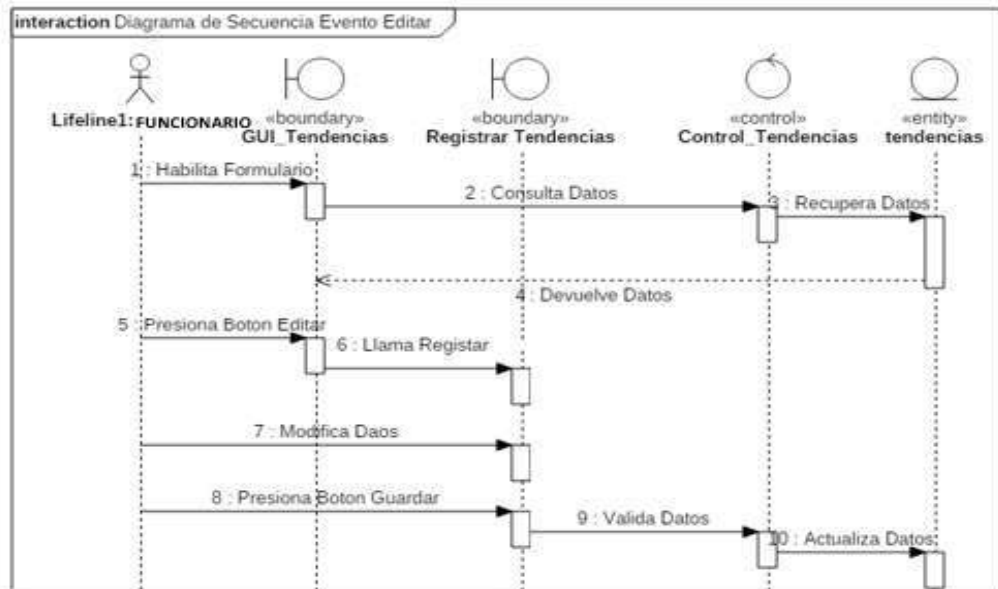 interaction Diagrama de Secuencia Evento Editar
Lifeline1: FUNCIONARIO
«boundary»
GUI_Tendencias
«boundary»
Registrar Tendencias
«control»
Control_Tendencias
«entity»
tendencias
1 : Habilita Formulario
2 : Consulta Datos
3 : Recupera Datos
4 : Devuelve Datos
5 : Presiona Boton Editar
6 : Llama Registar
7 : Modifica Daos
8 : Presiona Boton Guardar
9 : Valida Datos
10 : Actualiza Datos